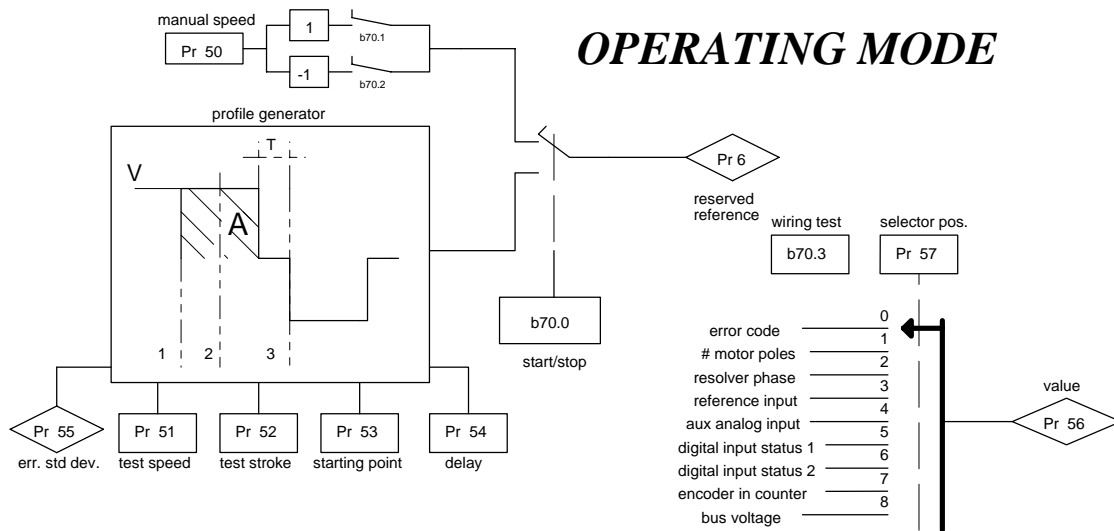 OPERATING MODE
manual speed
Pr 50
1
b70.1
-1
b70.2
profile generator
T
V
A
1 2 3
Pr 6
reserved
reference
b70.0
start/stop
Pr 55
err. std dev.
Pr 51
test speed
Pr 52
test stroke
Pr 53
starting point
Pr 54
delay
wiring test
b70.3
selector pos.
Pr 57
0
error code
1
# motor poles
2
resolver phase
3
reference input
4
aux analog input
5
digital input status 1
6
digital input status 2
7
encoder in counter
8
bus voltage
value
Pr 56